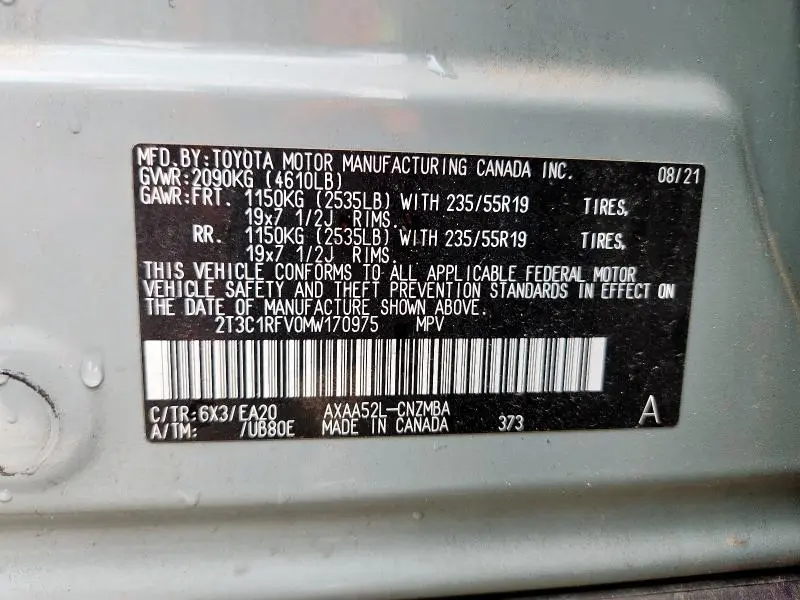 MFD.BY:TOYOTA MOTOR MANUFACTURING CANADA INC. 08/21
GVWR:2090KG (4610LB)
GAWR:FRT. 1150KG (2535LB) WITH 235/55R19 TIRES,
19x7 1/2J RIMS.
RR. 1150KG (2535LB) WITH 235/55R19 TIRES,
19x7 1/2J RIMS.
THIS VEHICLE CONFORMS TO ALL APPLICABLE FEDERAL MOTOR
VEHICLE SAFETY AND THEFT PREVENTION STANDARDS IN EFFECT ON
THE DATE OF MANUFACTURE SHOWN ABOVE.
2T3C1RFV0MW170975 MPV
C/TR:6X3/EA20 AXAA52L-CNZMBA A
A/TM: /UB80E MADE IN CANADA 373